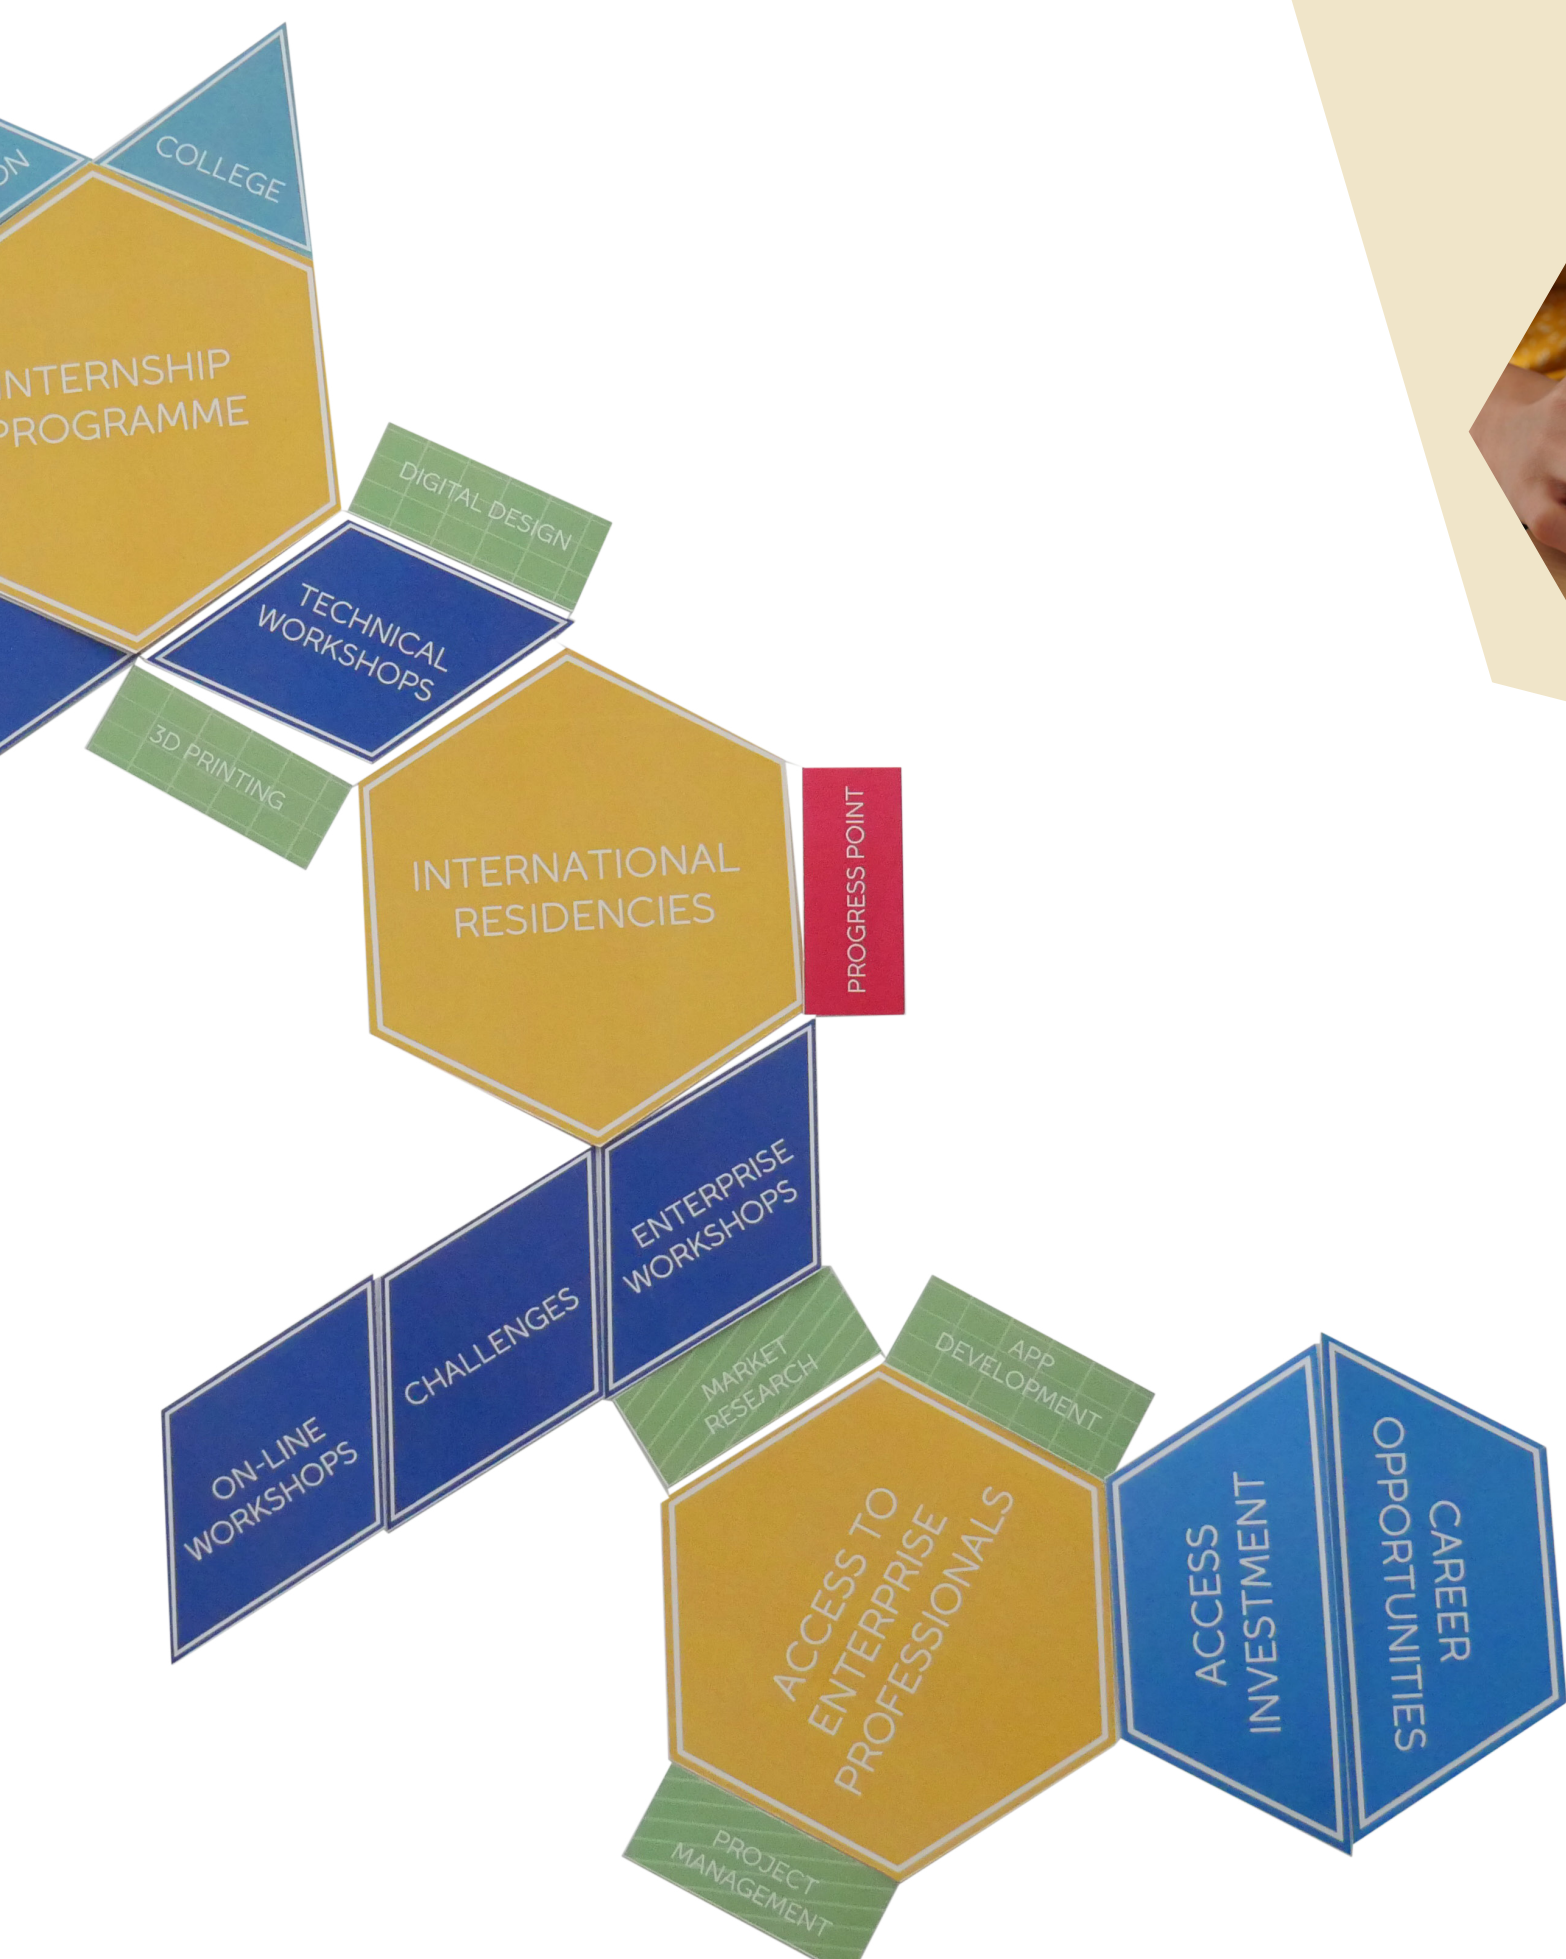 COLLEGE
INTERNSHIP
PROGRAMME
DIGITAL DESIGN
TECHNICAL
WORKSHOPS
3D PRINTING
INTERNATIONAL
RESIDENCIES
PROGRESS POINT
ENTERPRISE
WORKSHOPS
CHALLENGES
ON-LINE
WORKSHOPS
MARKET
RESEARCH
APP
DEVELOPMENT
ACCESS TO
ENTERPRISE
PROFESSIONALS
ACCESS
INVESTMENT
CAREER
OPPORTUNITIES
PROJECT
MANAGEMENT